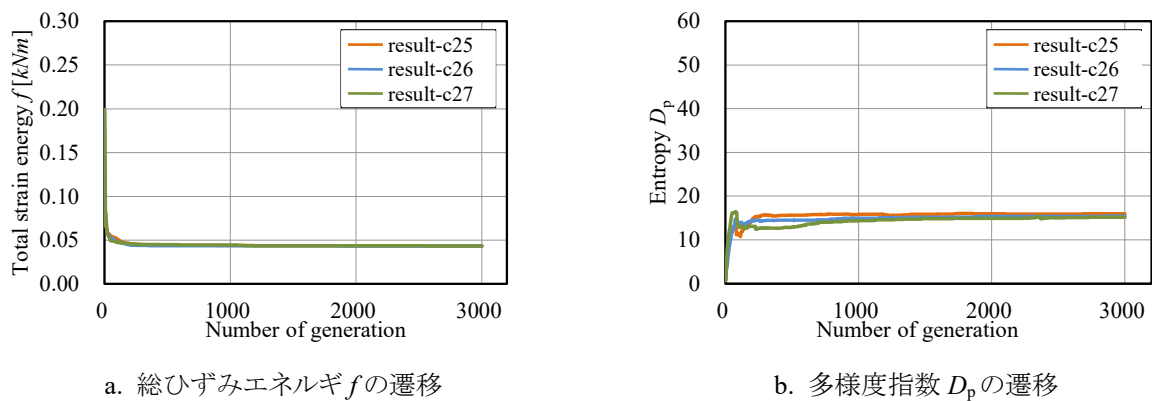 Total strain energy f [kNm]
0.30
0.25
0.20
0.15
0.10
0.05
0.00
result-c25
result-c26
result-c27
0 1000 2000 3000
Number of generation
a. 総ひずみエネルギ f の遷移
Entropy Dp
60
50
40
30
20
10
0
result-c25
result-c26
result-c27
0 1000 2000 3000
Number of generation
b. 多様度指数 Dp の遷移